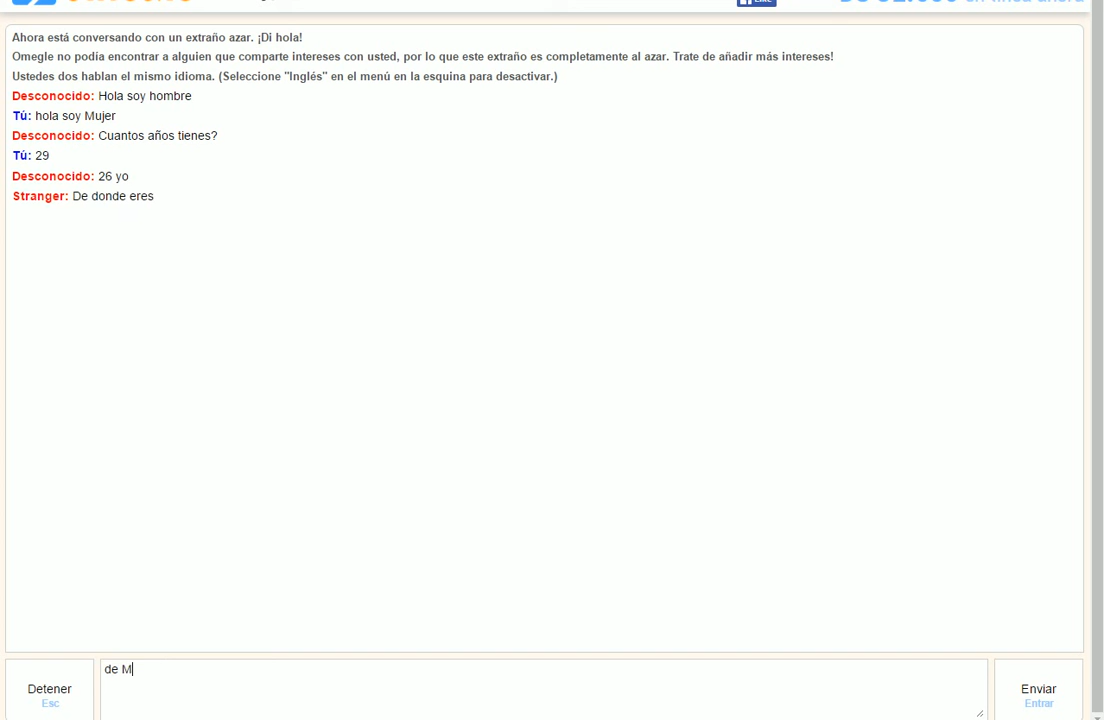 Ahora está conversando con un extraño azar. ¡Di hola!
Omegle no podía encontrar a alguien que comparte intereses con usted, por lo que este extraño es completamente al azar. Trate de añadir más intereses!
Ustedes dos hablan el mismo idioma. (Seleccione "Inglés" en el menú en la esquina para desactivar.)
Desconocido: Hola soy hombre
Tú: hola soy Mujer
Desconocido: Cuantos años tienes?
Tú: 29
Desconocido: 26 yo
Stranger: De donde eres
de M
Detener
Esc
Enviar
Entrar